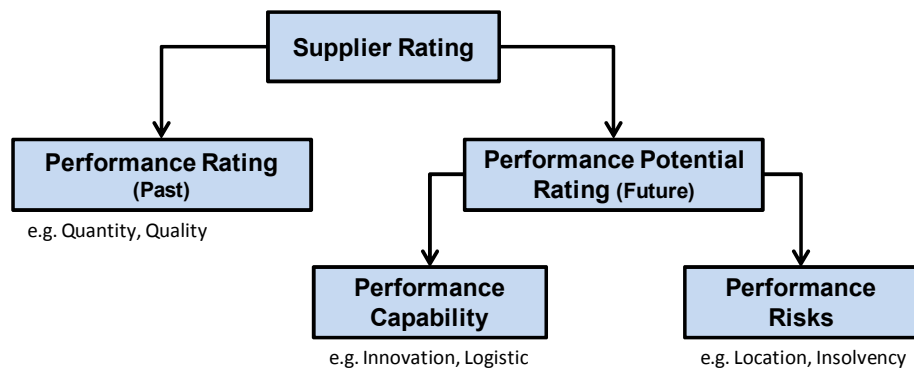 Supplier Rating
Performance Rating
(Past)
e.g. Quantity, Quality
Performance Potential
Rating (Future)
Performance
Capability
e.g. Innovation, Logistic
Performance
Risks
e.g. Location, Insolvency